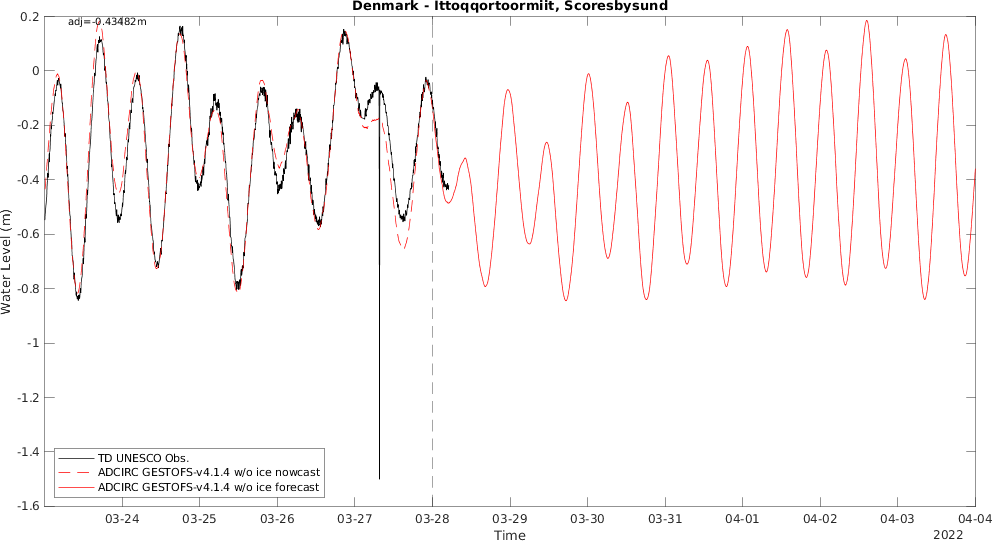 Denmark - Ittoqqortoormiit, Scoresbysund
adj=-0.43482m
0.2
0
-0.2
-0.4
-0.6
-0.8
-1
-1.2
-1.4
-1.6
Water Level (m)
TD UNESCO Obs.
ADCIRC GESTOFS-v4.1.4 w/o ice nowcast
ADCIRC GESTOFS-v4.1.4 w/o ice forecast
03-24 03-25 03-26 03-27 03-28 03-29 03-30 03-31 04-01 04-02 04-03 04-04
Time
2022